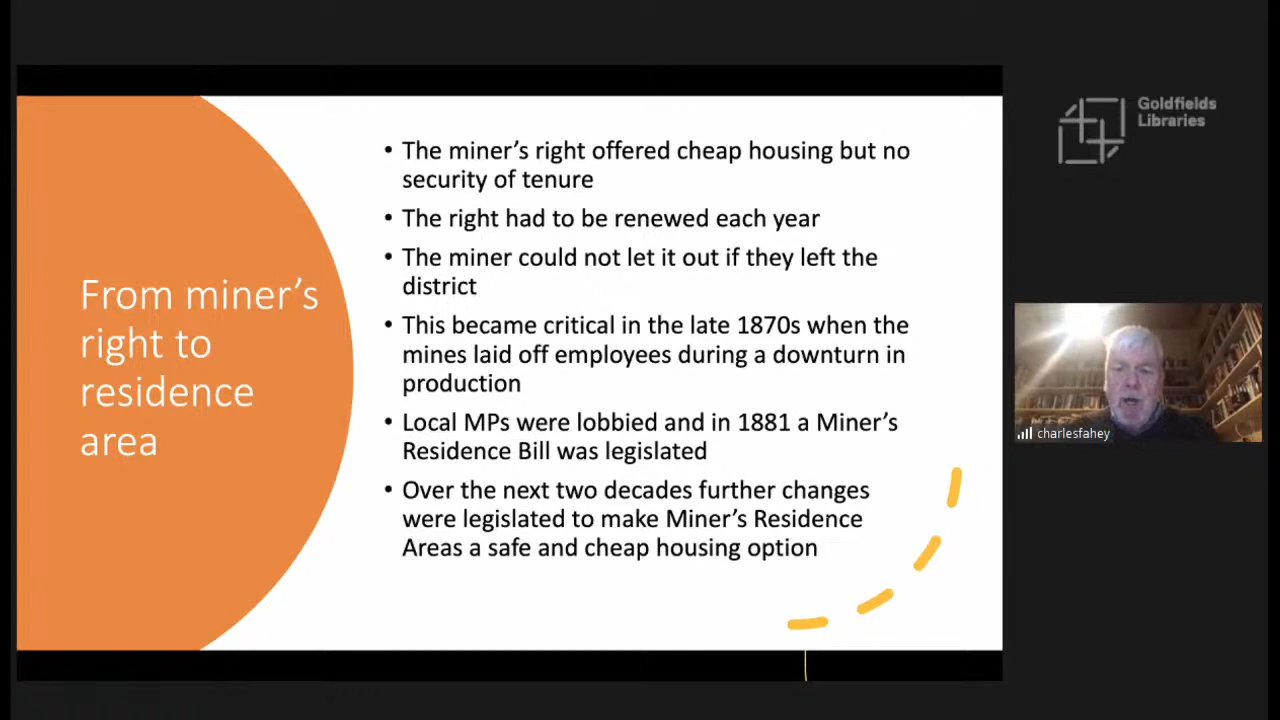 From miner's
right to
residence
area
• The miner's right offered cheap housing but no
security of tenure
• The right had to be renewed each year
• The miner could not let it out if they left the
district
• This became critical in the late 1870s when the
mines laid off employees during a downturn in
production
• Local MPs were lobbied and in 1881 a Miner's
Residence Bill was legislated
• Over the next two decades further changes
were legislated to make Miner's Residence
Areas a safe and cheap housing option
Goldfields
Libraries
charlesfahey